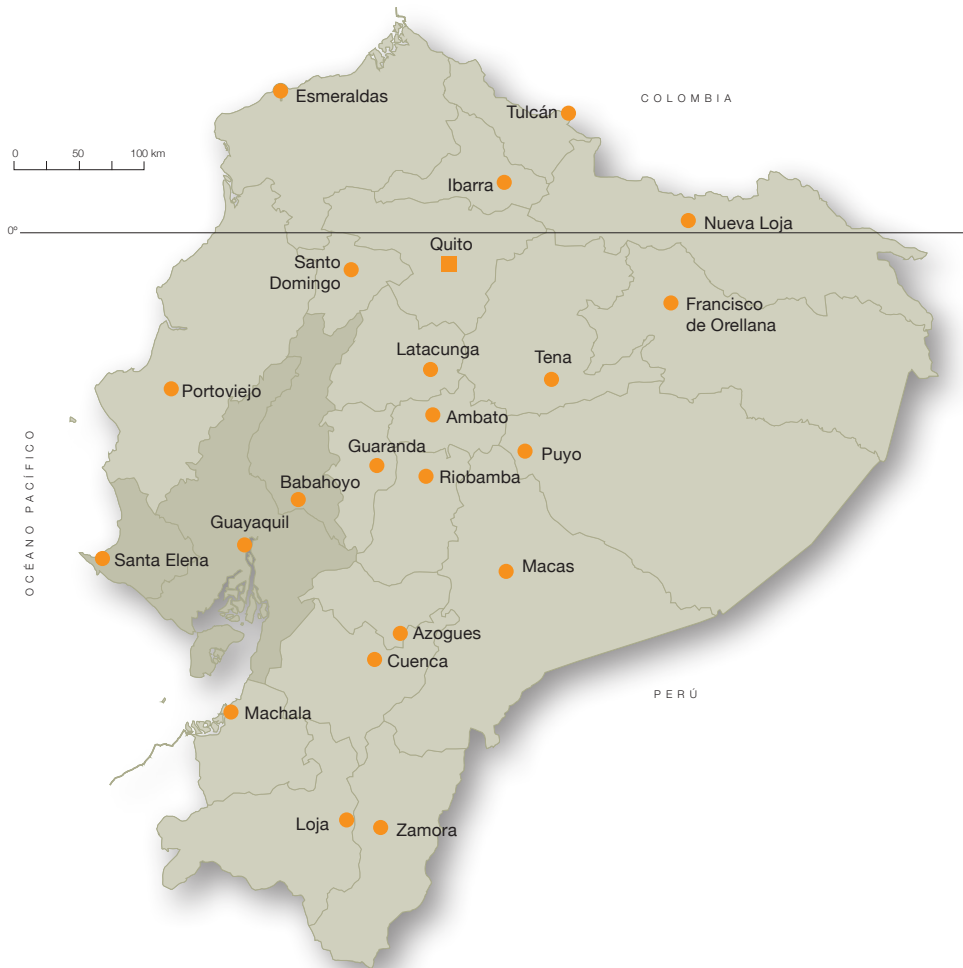 Esmeraldas
COLOMBIA
Tulcán
0 50 100 km
Ibarra
Nueva Loja
0º
Quito
Santo
Domingo
Francisco
de Orellana
Latacunga
Tena
Portoviejo
Ambato
Guaranda
Puyo
Riobamba
Babahoyo
OCÉANO PACÍFICO
Guayaquil
Santa Elena
Macas
Azogues
Cuenca
PERÚ
Machala
Loja
Zamora